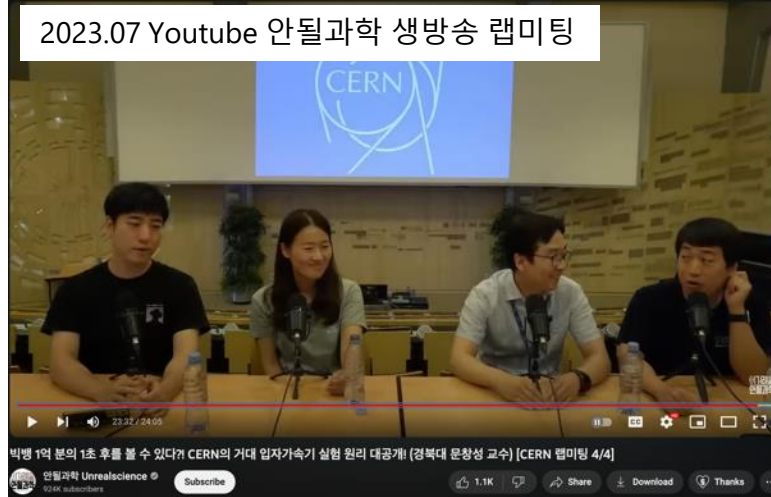 2023.07 Youtube 안될과학 생방송 랩미팅
CERN
23:32 / 24:05
CC
빅뱅 1억 분의 1초 후를 볼 수 있다?! CERN의 거대 입자가속기 실험 원리 대공개! (경북대 문창성 교수) [CERN 랩미팅 4/4]
안될과학 Unrealscience
924K subscribers
Subscribe
1.1K
Share
Download
Thanks